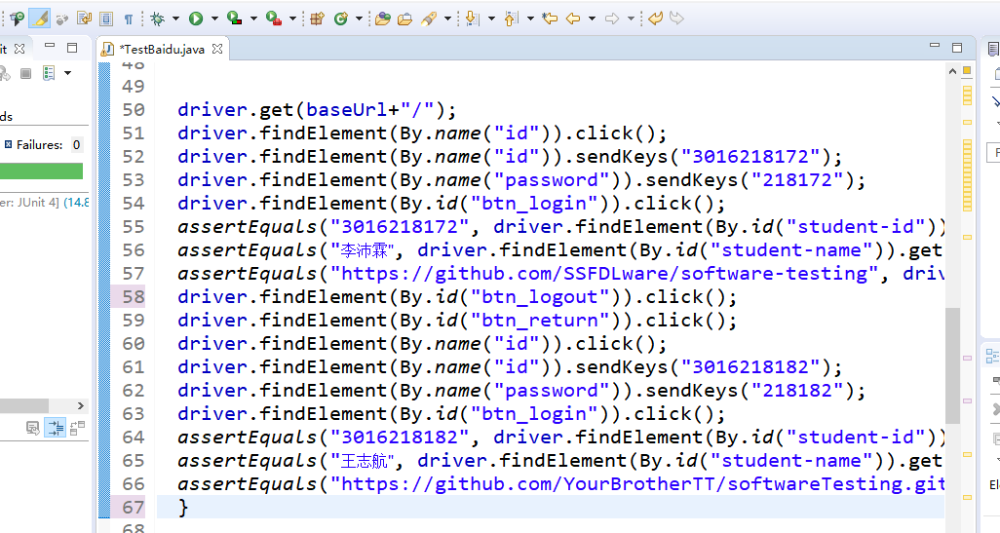 it
*TestBaidu.java
ds
Failures: 0
er: JUnit 4] (14.8
48
49
50 driver.get(baseUrl+"/");
51 driver.findElement(By.name("id")).click();
52 driver.findElement(By.name("id")).sendKeys("3016218172");
53 driver.findElement(By.name("password")).sendKeys("218172");
54 driver.findElement(By.id("btn_login")).click();
55 assertEquals("3016218172", driver.findElement(By.id("student-id"))
56 assertEquals("李沛霖", driver.findElement(By.id("student-name")).get
57 assertEquals("https://github.com/SSFDLware/software-testing", driv
58 driver.findElement(By.id("btn_logout")).click();
59 driver.findElement(By.id("btn_return")).click();
60 driver.findElement(By.name("id")).click();
61 driver.findElement(By.name("id")).sendKeys("3016218182");
62 driver.findElement(By.name("password")).sendKeys("218182");
63 driver.findElement(By.id("btn_login")).click();
64 assertEquals("3016218182", driver.findElement(By.id("student-id"))
65 assertEquals("王志航", driver.findElement(By.id("student-name")).get
66 assertEquals("https://github.com/YourBrotherTT/softwareTesting.git
67 }
68
El